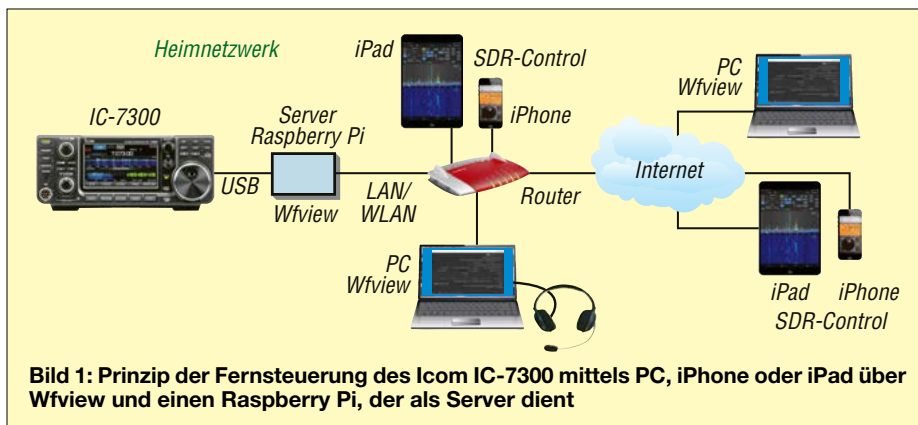 Heimnetzwerk
iPad
SDR-Control
iPhone
PC
Wfview
IC-7300
Server
Raspberry Pi
USB
Wfview
LAN/
WLAN
Router
Internet
PC
Wfview
iPad
iPhone
SDR-Control
Bild 1: Prinzip der Fernsteuerung des Icom IC-7300 mittels PC, iPhone oder iPad über
Wfview und einen Raspberry Pi, der als Server dient